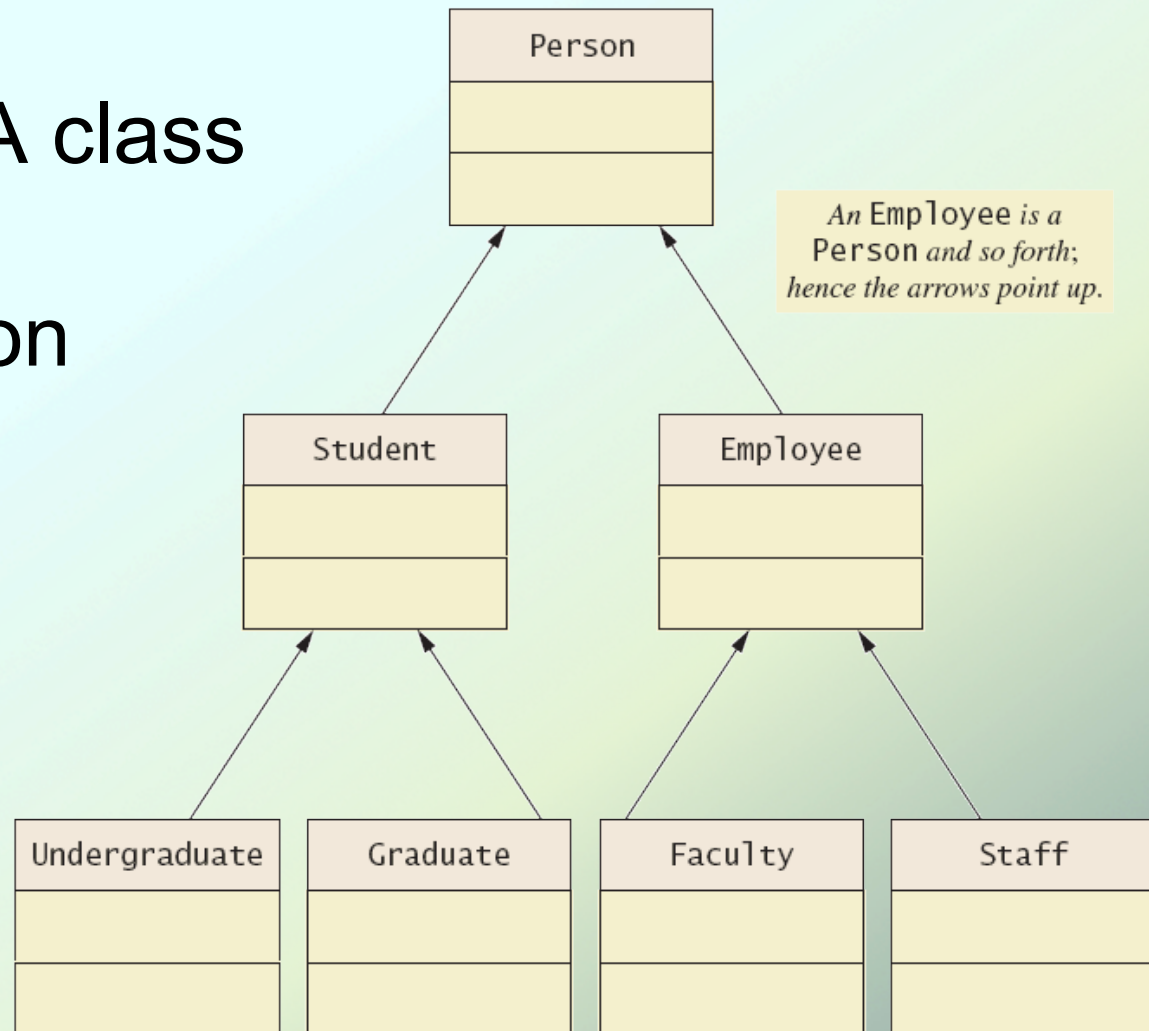 A class
on
Person
An Employee is a
Person and so forth;
hence the arrows point up.
Student
Employee
Undergraduate
Graduate
Faculty
Staff